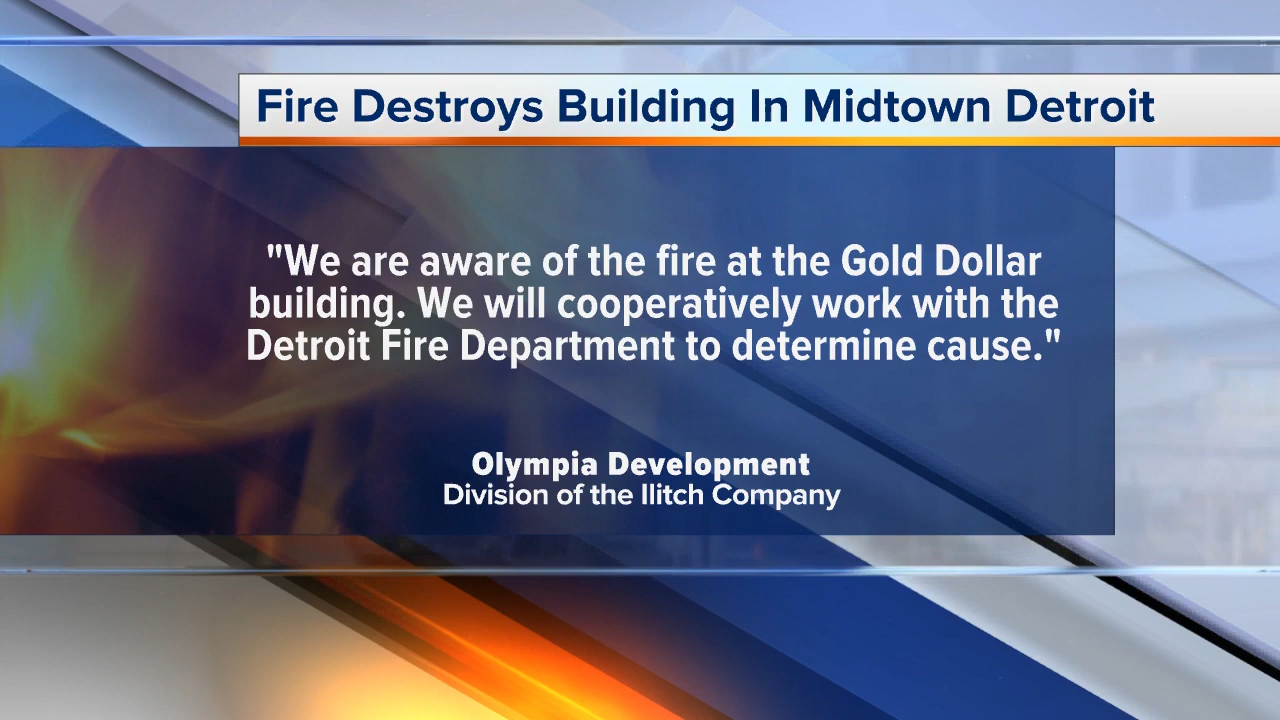 Fire Destroys Building In Midtown Detroit
"We are aware of the fire at the Gold Dollar
building. We will cooperatively work with the
Detroit Fire Department to determine cause."
Olympia Development
Division of the Ilitch Company